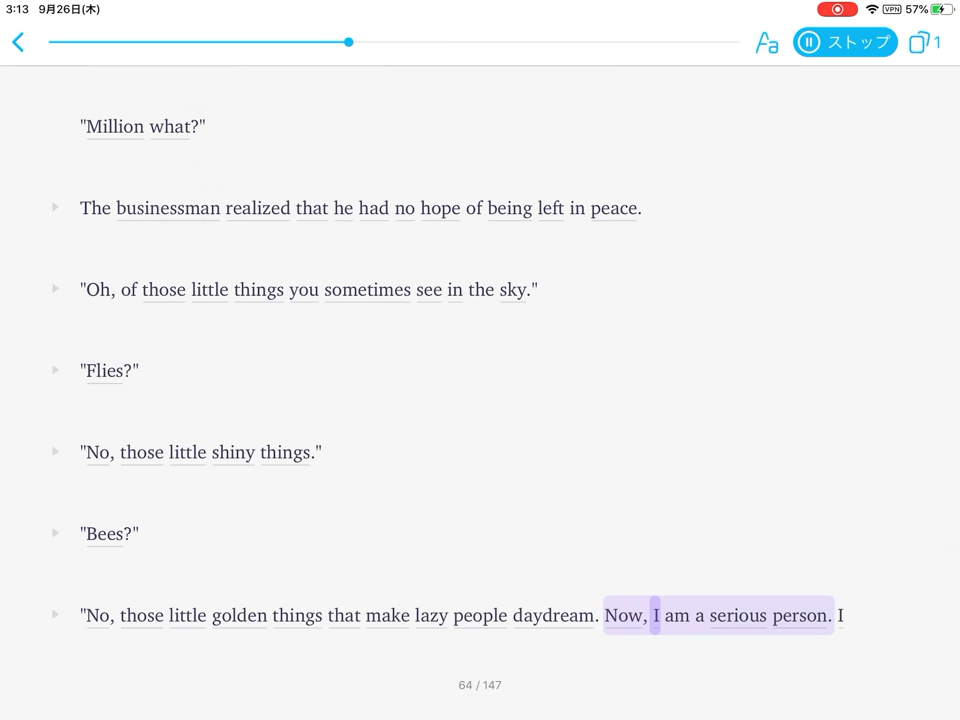 3:13 9月26日(木)
VPN 57%
Aa ストップ 1
"Million what?"
The businessman realized that he had no hope of being left in peace.
"Oh, of those little things you sometimes see in the sky."
"Flies?"
"No, those little shiny things."
"Bees?"
"No, those little golden things that make lazy people daydream. Now, I am a serious person. I
64 / 147